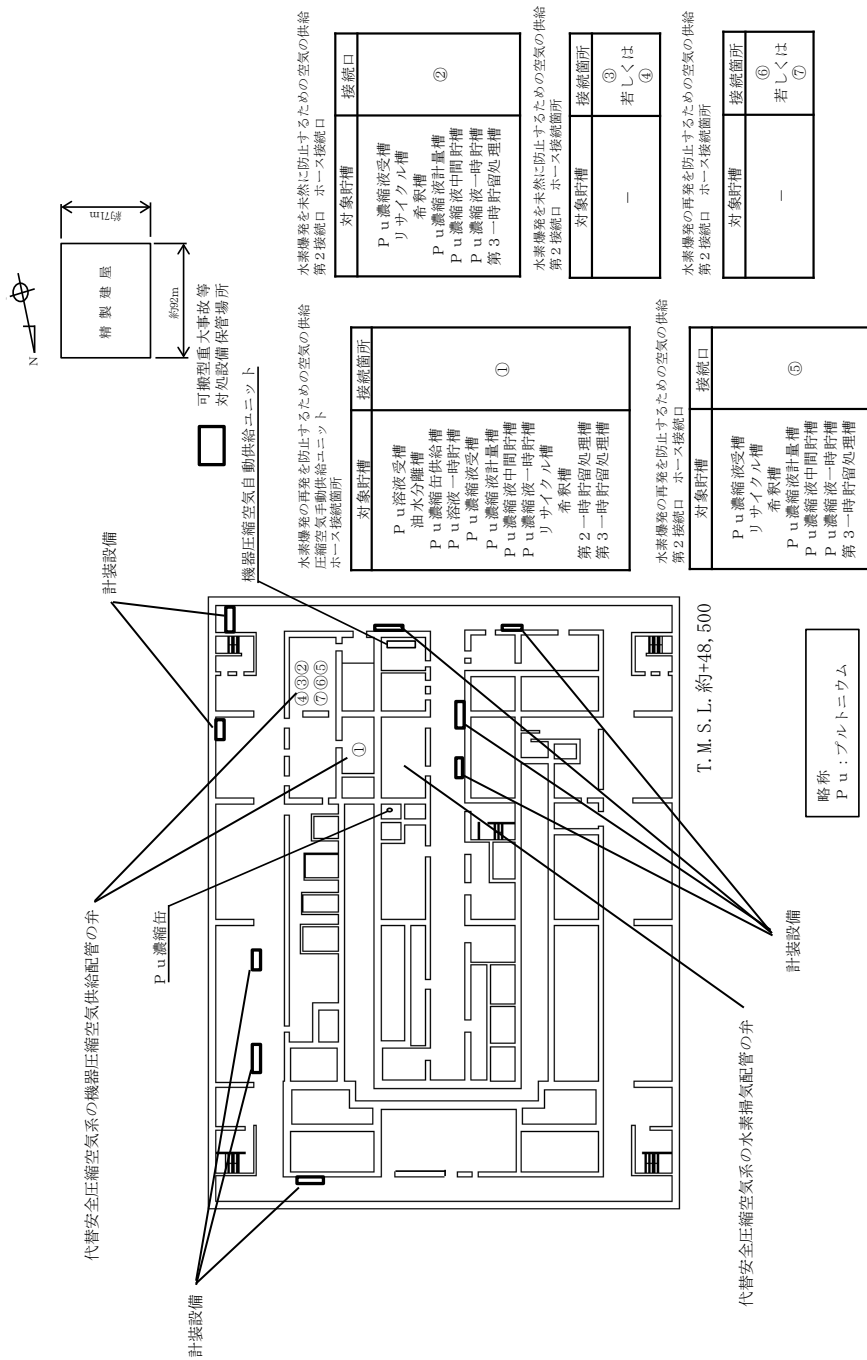 計装設備
代替安全圧縮空気系の機器圧縮空気供給配管の弁
Pu濃縮缶
計装設備
機器圧縮空気自動供給ユニット
④③②
⑦⑥⑤
①
代替安全圧縮空気系の水素掃気配管の弁
計装設備
T.M.S.L.約+48,500
略称
Pu:プルトニウム
N
精製建屋
約92m
約71m
可搬型重大事故等
対処設備保管場所
水素爆発の再発を防止するための空気の供給
圧縮空気手動供給ユニット
ホース接続箇所
対象貯槽 接続箇所
Pu溶液受槽
油水分離槽
Pu濃縮缶供給槽
Pu溶液一時貯槽
Pu濃縮液受槽
Pu濃縮液計量槽
Pu濃縮液中間貯槽
Pu濃縮液一時貯槽
リサイクル槽
希釈槽
第2一時貯留処理槽
第3一時貯留処理槽
①
水素爆発の再発を防止するための空気の供給
第2接続口 ホース接続口
対象貯槽 接続口
Pu濃縮液受槽
リサイクル槽
希釈槽
Pu濃縮液計量槽
Pu濃縮液中間貯槽
Pu濃縮液一時貯槽
第3一時貯留処理槽
⑤
水素爆発を未然に防止するための空気の供給
第2接続口 ホース接続口
対象貯槽 接続口
Pu濃縮液受槽
リサイクル槽
希釈槽
Pu濃縮液計量槽
Pu濃縮液中間貯槽
Pu濃縮液一時貯槽
第3一時貯留処理槽
②
水素爆発を未然に防止するための空気の供給
第2接続口 ホース接続箇所
対象貯槽 接続箇所
－
③
若しくは
④
水素爆発の再発を防止するための空気の供給
第2接続口 ホース接続箇所
対象貯槽 接続箇所
－
⑥
若しくは
⑦